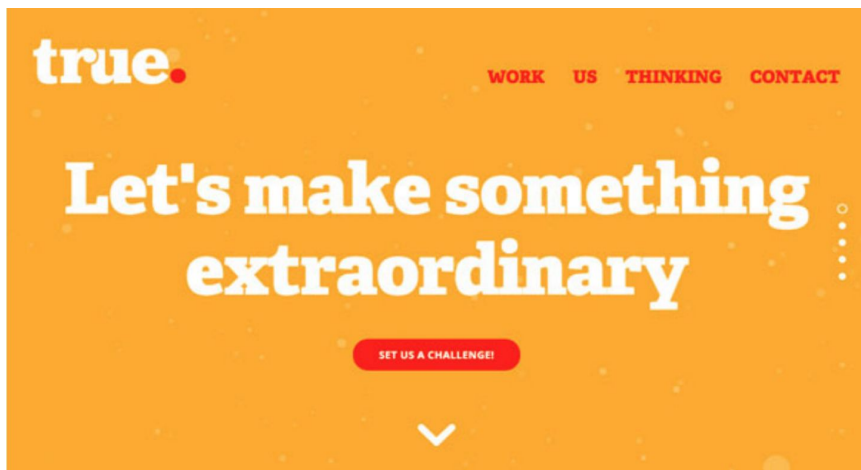 true.
WORK US THINKING CONTACT
Let's make something
extraordinary
SET US A CHALLENGE!